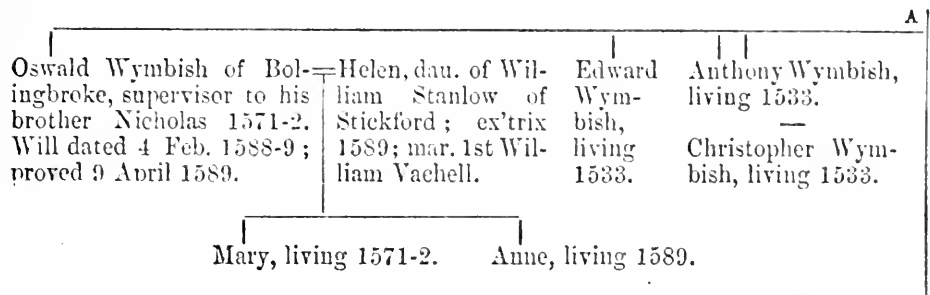 A
Oswald Wymbish of Bol-
ingbroke, supervisor to his
brother Nicholas 1571-2.
Will dated 4 Feb. 1588-9;
proved 9 April 1589.
=Helen, dau. of Wil-
liam Stanlow of
Stickford; ex'trix
1589; mar. 1st Wil-
liam Vachell.
Edward
Wym-
bish,
living
1533.
Anthony Wymbish,
living 1533.
—
Christopher Wym-
bish, living 1533.
Mary, living 1571-2.
Anne, living 1589.